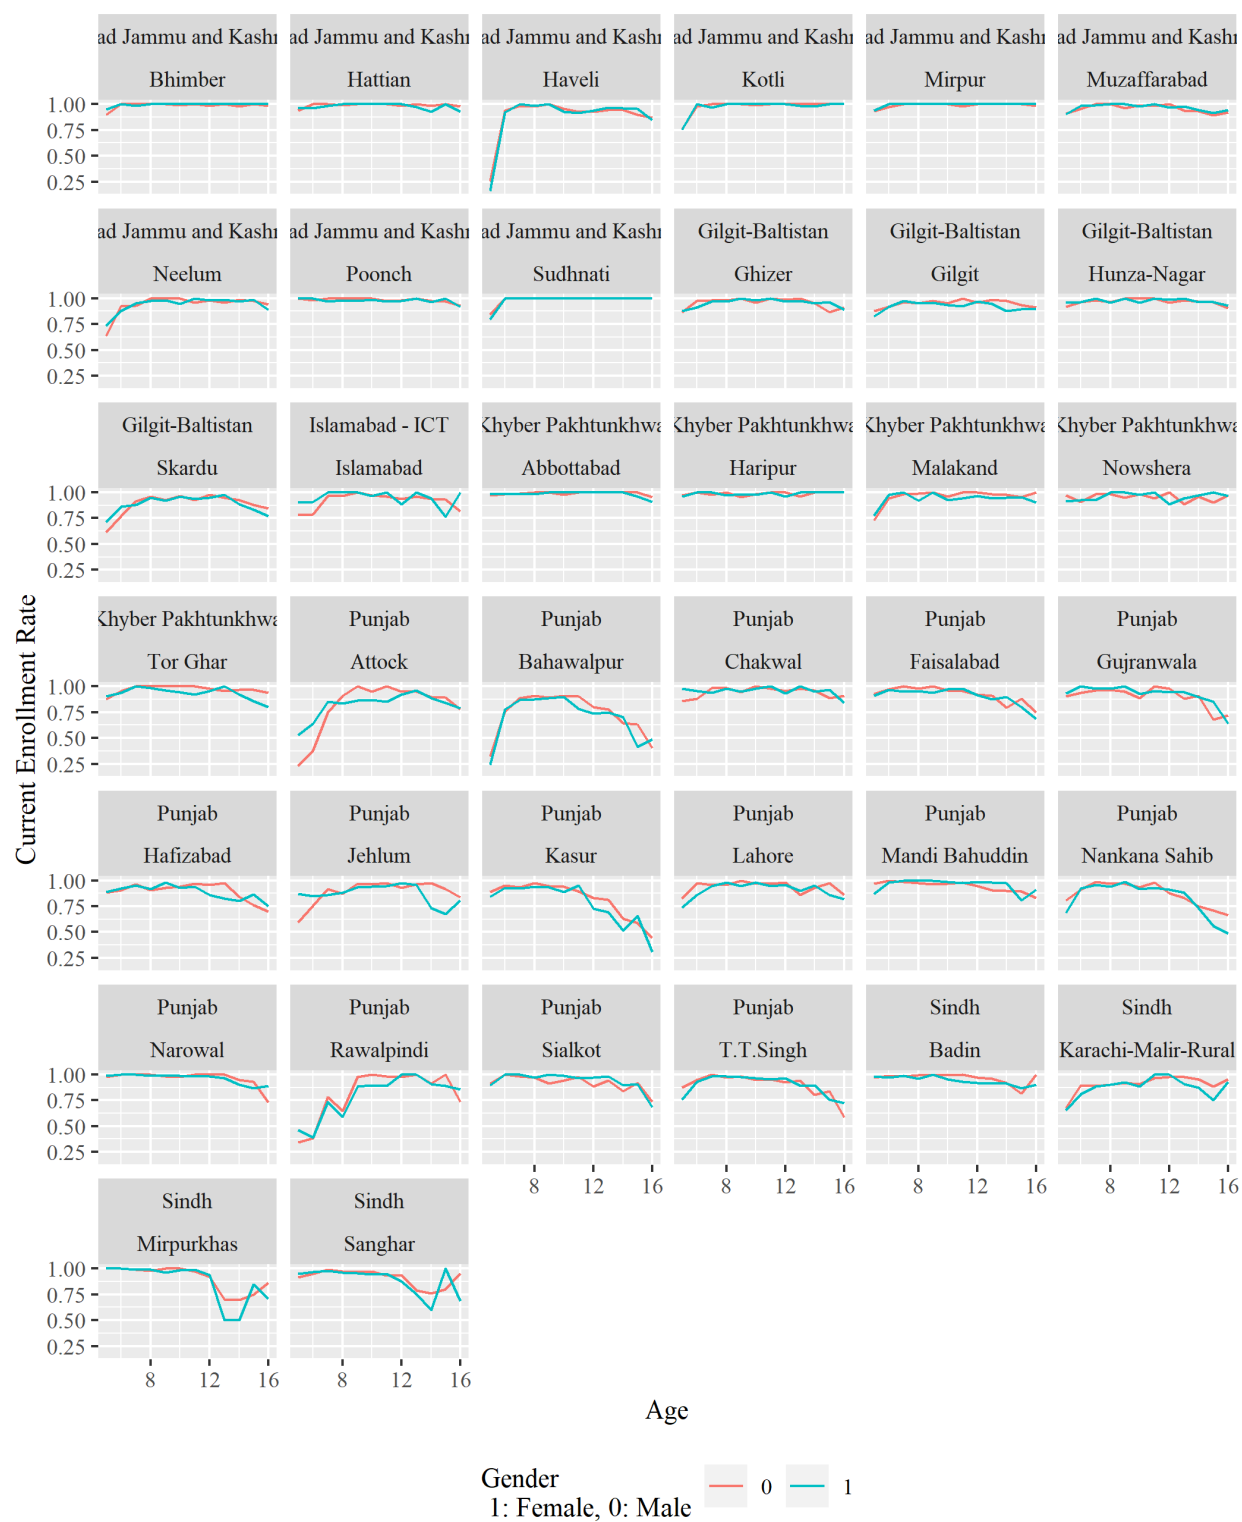 ad Jammu and Kashr ad Jammu and Kashr ad Jammu and Kashr ad Jammu and Kashr ad Jammu and Kashr ad Jammu and Kashr
Bhimber Hattian Haveli Kotli Mirpur Muzaffarabad
1.00
0.75
0.50
0.25
ad Jammu and Kashr ad Jammu and Kashr ad Jammu and Kashr Gilgit-Baltistan Gilgit-Baltistan Gilgit-Baltistan
Neelum Poonch Sudhnati Ghizer Gilgit Hunza-Nagar
1.00
0.75
0.50
0.25
Gilgit-Baltistan Islamabad - ICT Khyber Pakhtunkhwa Khyber Pakhtunkhwa Khyber Pakhtunkhwa Khyber Pakhtunkhwa
Skardu Islamabad Abbottabad Haripur Malakand Nowshera
1.00
0.75
0.50
0.25
Khyber Pakhtunkhwa Punjab Punjab Punjab Punjab Punjab
Tor Ghar Attock Bahawalpur Chakwal Faisalabad Gujranwala
1.00
0.75
0.50
0.25
Current Enrollment Rate
Punjab Punjab Punjab Punjab Punjab Punjab
Hafizabad Jehlum Kasur Lahore Mandi Bahuddin Nankana Sahib
1.00
0.75
0.50
0.25
Punjab Punjab Punjab Punjab Sindh Sindh
Narowal Rawalpindi Sialkot T.T.Singh Badin Karachi-Malir-Rural
1.00
0.75
0.50
0.25
8 12 16 8 12 16 8 12 16 8 12 16
Sindh Sindh
Mirpurkhas Sanghar
1.00
0.75
0.50
0.25
8 12 16 8 12 16
Age
Gender
1: Female, 0: Male
0 1